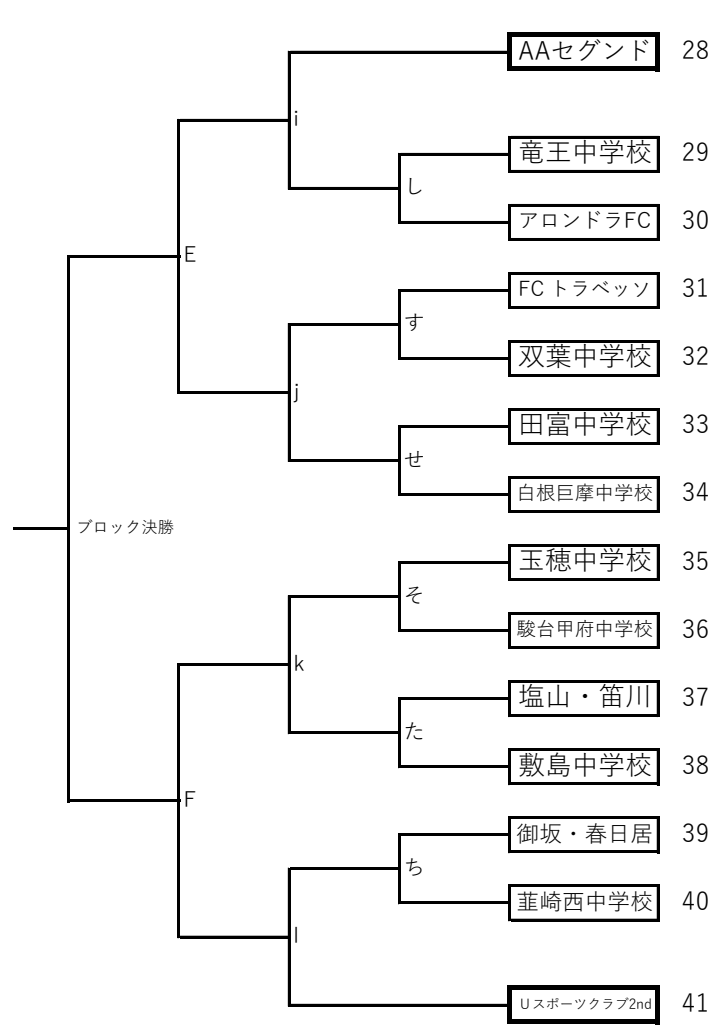 AAセグンド 28
i
竜王中学校 29
し
アロンドラFC 30
E
FC トラベッソ 31
す
双葉中学校 32
j
田富中学校 33
せ
白根巨摩中学校 34
ブロック決勝
玉穂中学校 35
そ
駿台甲府中学校 36
k
塩山・笛川 37
た
敷島中学校 38
F
御坂・春日居 39
ち
韮崎西中学校 40
l
Uスポーツクラブ2nd 41